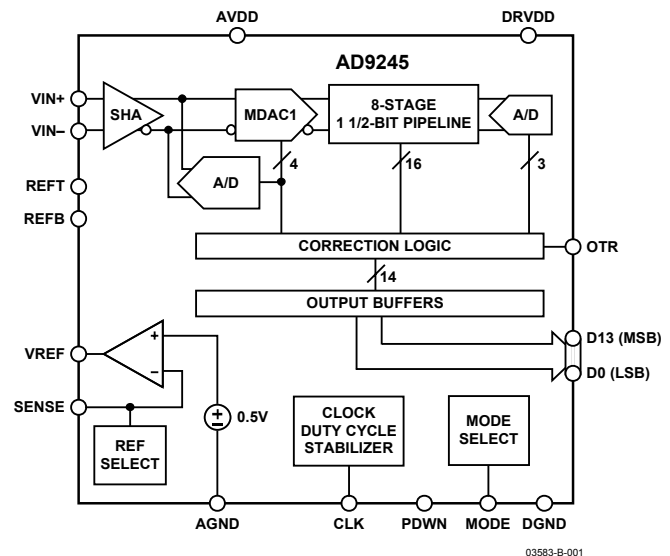 AVDD
DRVDD
AD9245
VIN+
VIN–
SHA
MDAC1
8-STAGE
1 1/2-BIT PIPELINE
A/D
A/D
4
16
3
REFT
REFB
CORRECTION LOGIC
OTR
14
OUTPUT BUFFERS
D13 (MSB)
D0 (LSB)
VREF
+
–
SENSE
REF
SELECT
+
–
0.5V
CLOCK
DUTY CYCLE
STABILIZER
MODE
SELECT
AGND
CLK
PDWN
MODE
DGND
03583-B-001